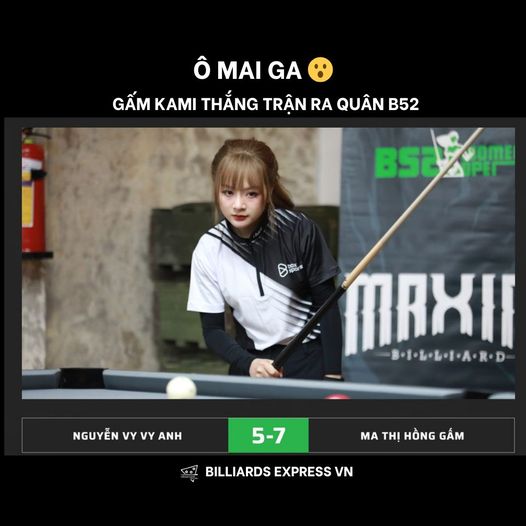 Ô MAI GA 😮
GẤM KAMI THẮNG TRẬN RA QUÂN B52
B52
MAXIM
BILLIARD
NGUYỄN VY VY ANH
5-7
MA THỊ HỒNG GẤM
BILLIARDS EXPRESS VN